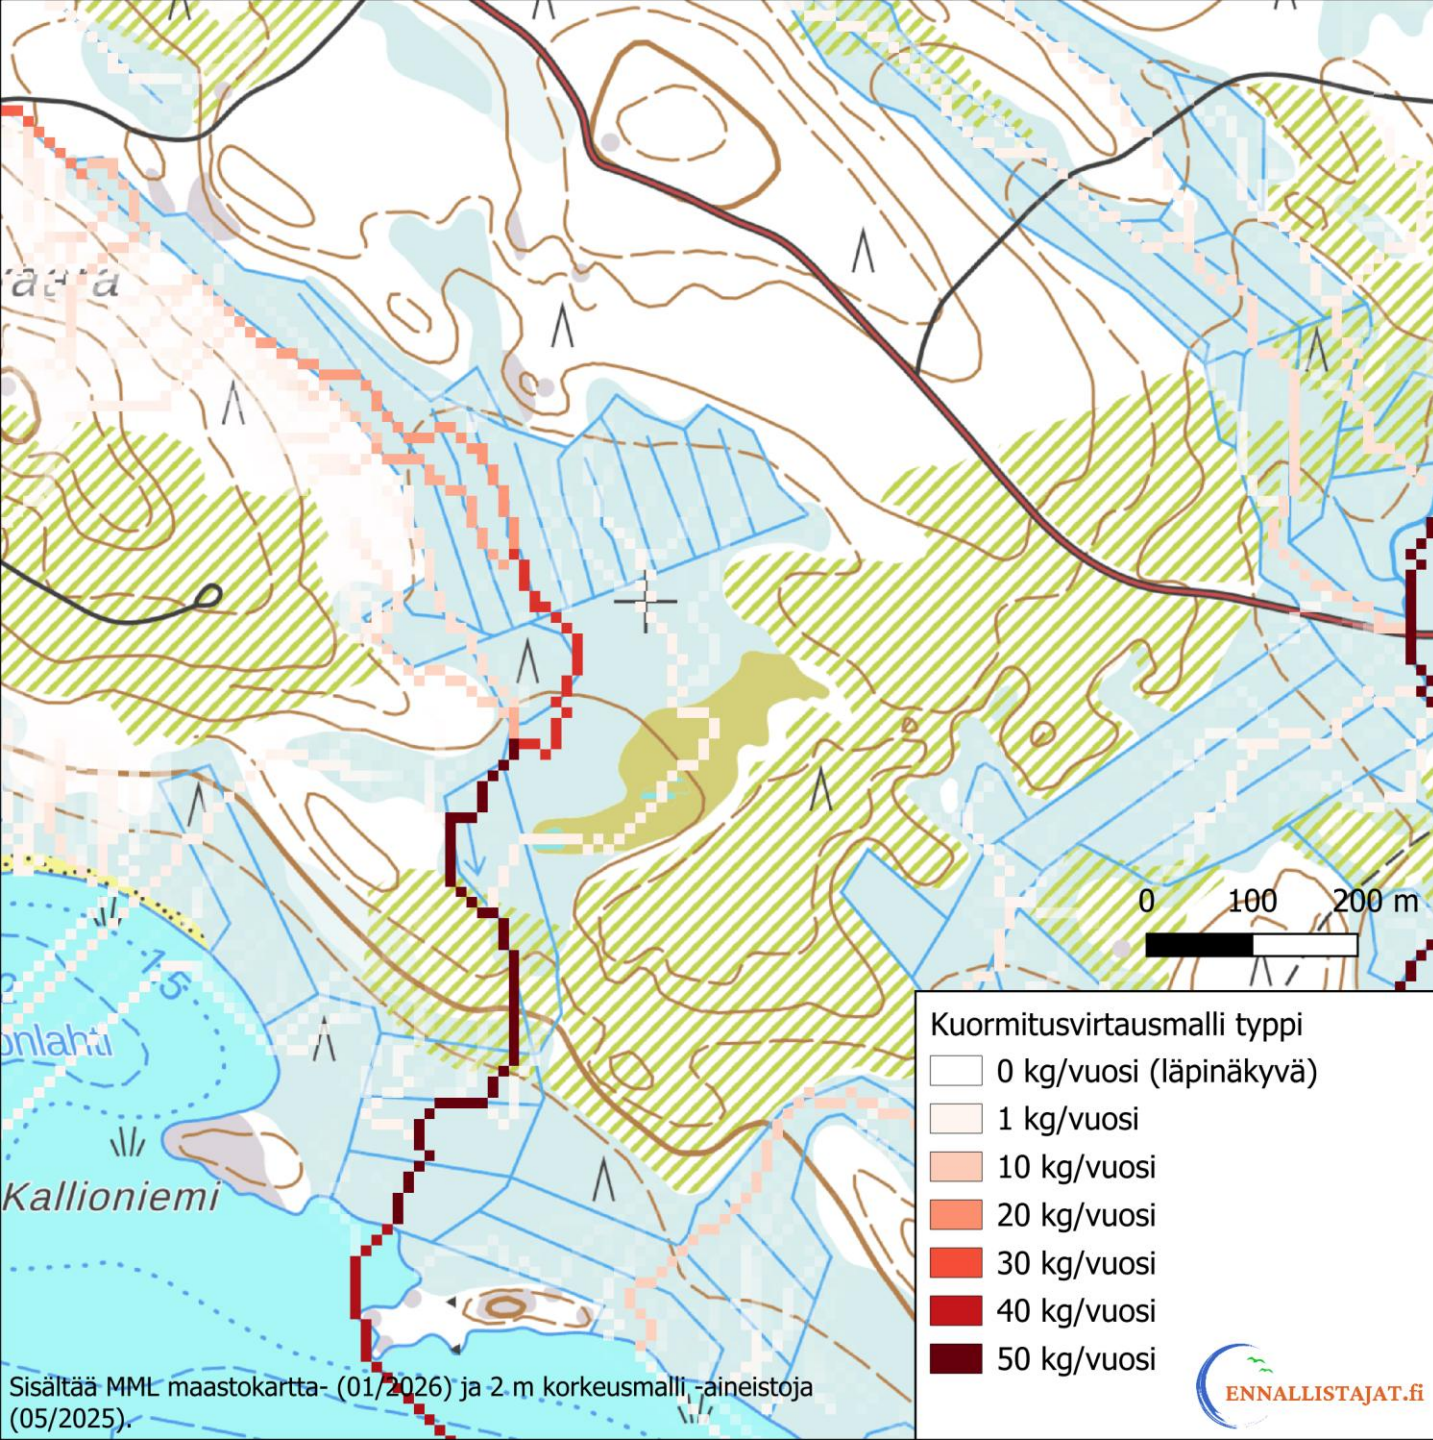 15
Kallioniemi
0 100 200 m
Kuormitusvirtausmalli typpi
0 kg/vuosi (läpinäkyvä)
1 kg/vuosi
10 kg/vuosi
20 kg/vuosi
30 kg/vuosi
40 kg/vuosi
50 kg/vuosi
ENNALLISTAJAT.fi
Sisältää MML maastokartta- (01/2026) ja 2 m korkeusmalli -aineistoja
(05/2025).